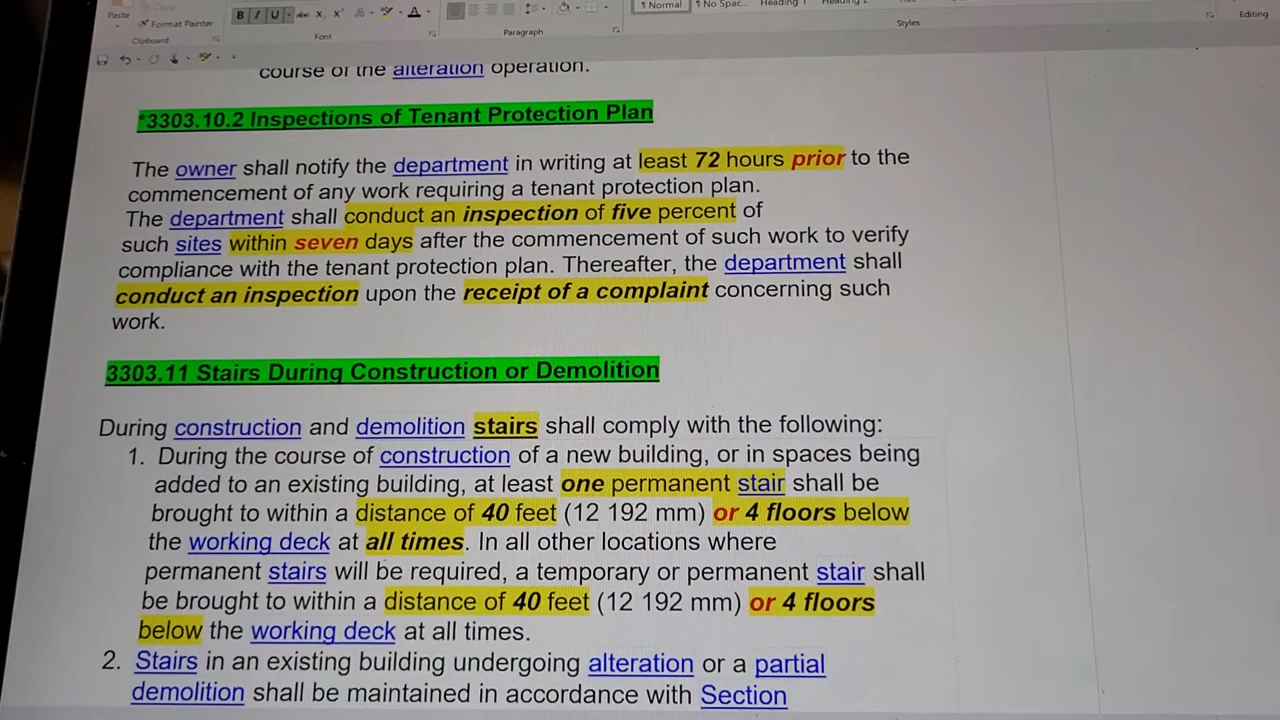 Paste
Format Painter
Clipboard
B I U abc X₂ X² A A
Font
Paragraph
¶ Normal ¶ No Spac... Heading 1 Heading 2
Styles
Editing
course of the alteration operation.
*3303.10.2 Inspections of Tenant Protection Plan
The owner shall notify the department in writing at least 72 hours prior to the
commencement of any work requiring a tenant protection plan.
The department shall conduct an inspection of five percent of
such sites within seven days after the commencement of such work to verify
compliance with the tenant protection plan. Thereafter, the department shall
conduct an inspection upon the receipt of a complaint concerning such
work.
3303.11 Stairs During Construction or Demolition
During construction and demolition stairs shall comply with the following:
1. During the course of construction of a new building, or in spaces being
added to an existing building, at least one permanent stair shall be
brought to within a distance of 40 feet (12 192 mm) or 4 floors below
the working deck at all times. In all other locations where
permanent stairs will be required, a temporary or permanent stair shall
be brought to within a distance of 40 feet (12 192 mm) or 4 floors
below the working deck at all times.
2. Stairs in an existing building undergoing alteration or a partial
demolition shall be maintained in accordance with Section